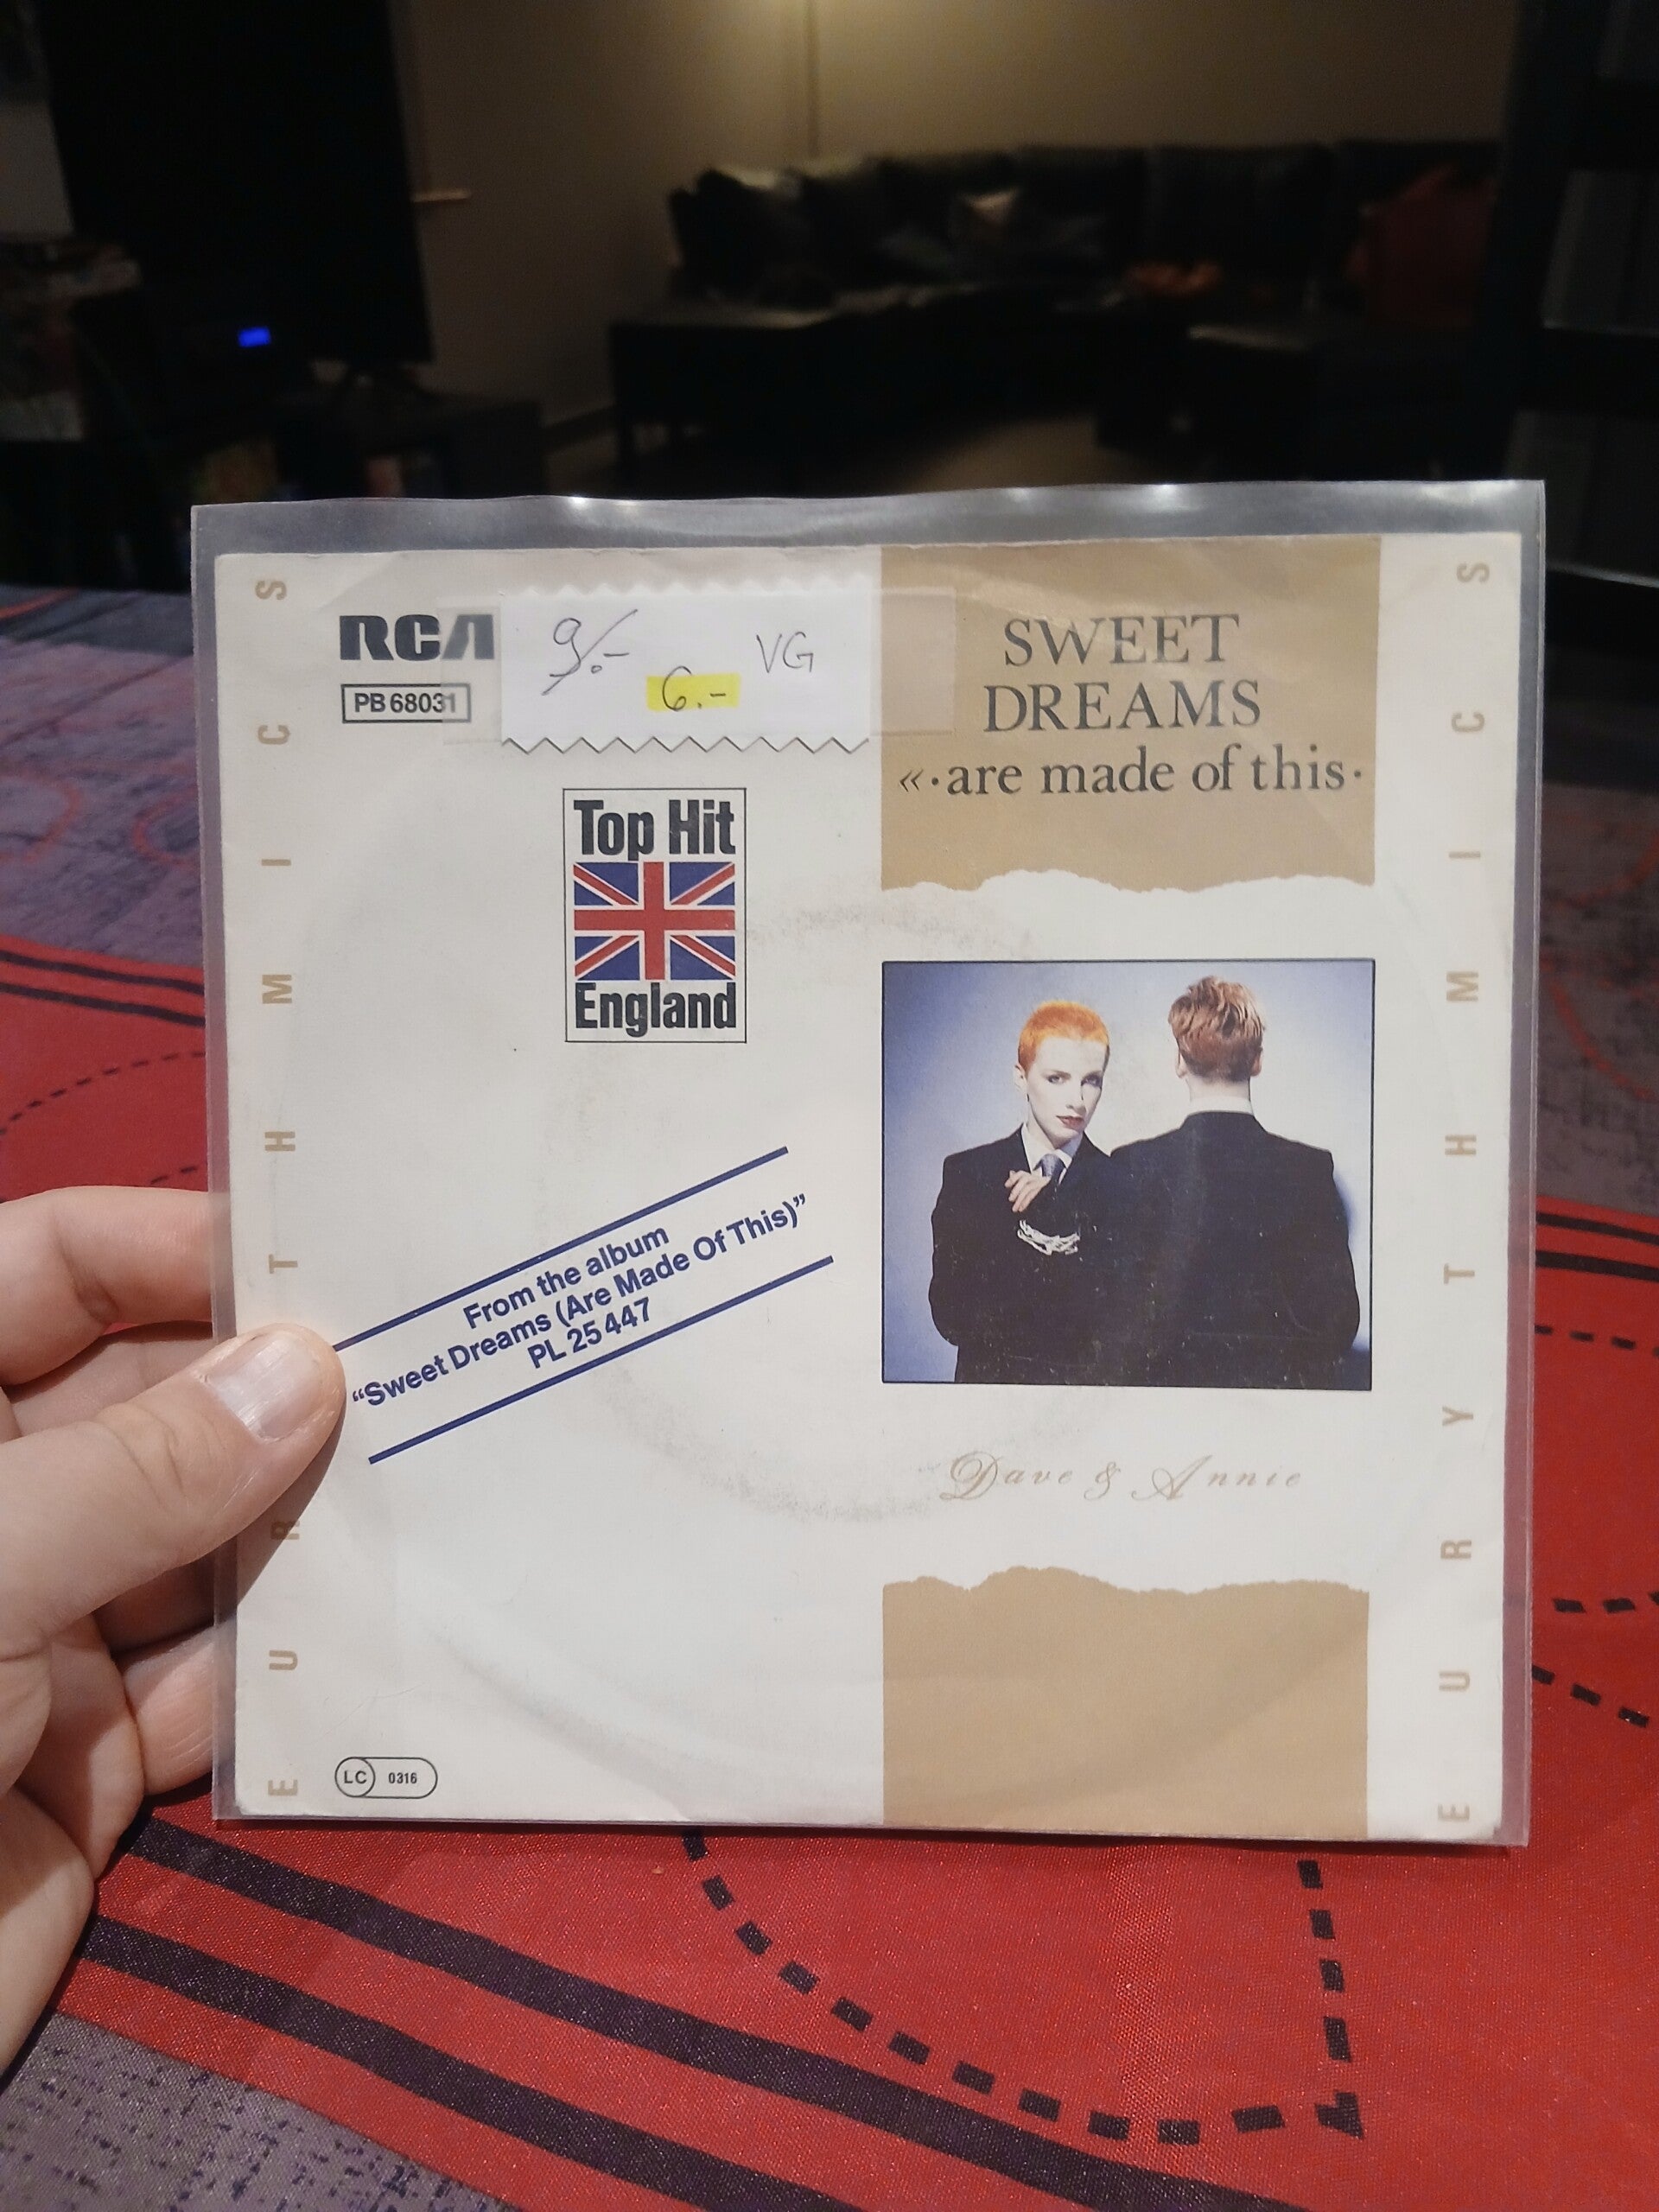 EURYTHMICS
RCA
PB 68031
9.-
6.-
VG
Top Hit
England
From the album
“Sweet Dreams (Are Made Of This)”
PL 25 447
LC 0316
SWEET
DREAMS
«·are made of this·
Dave & Annie
EURYTHMICS